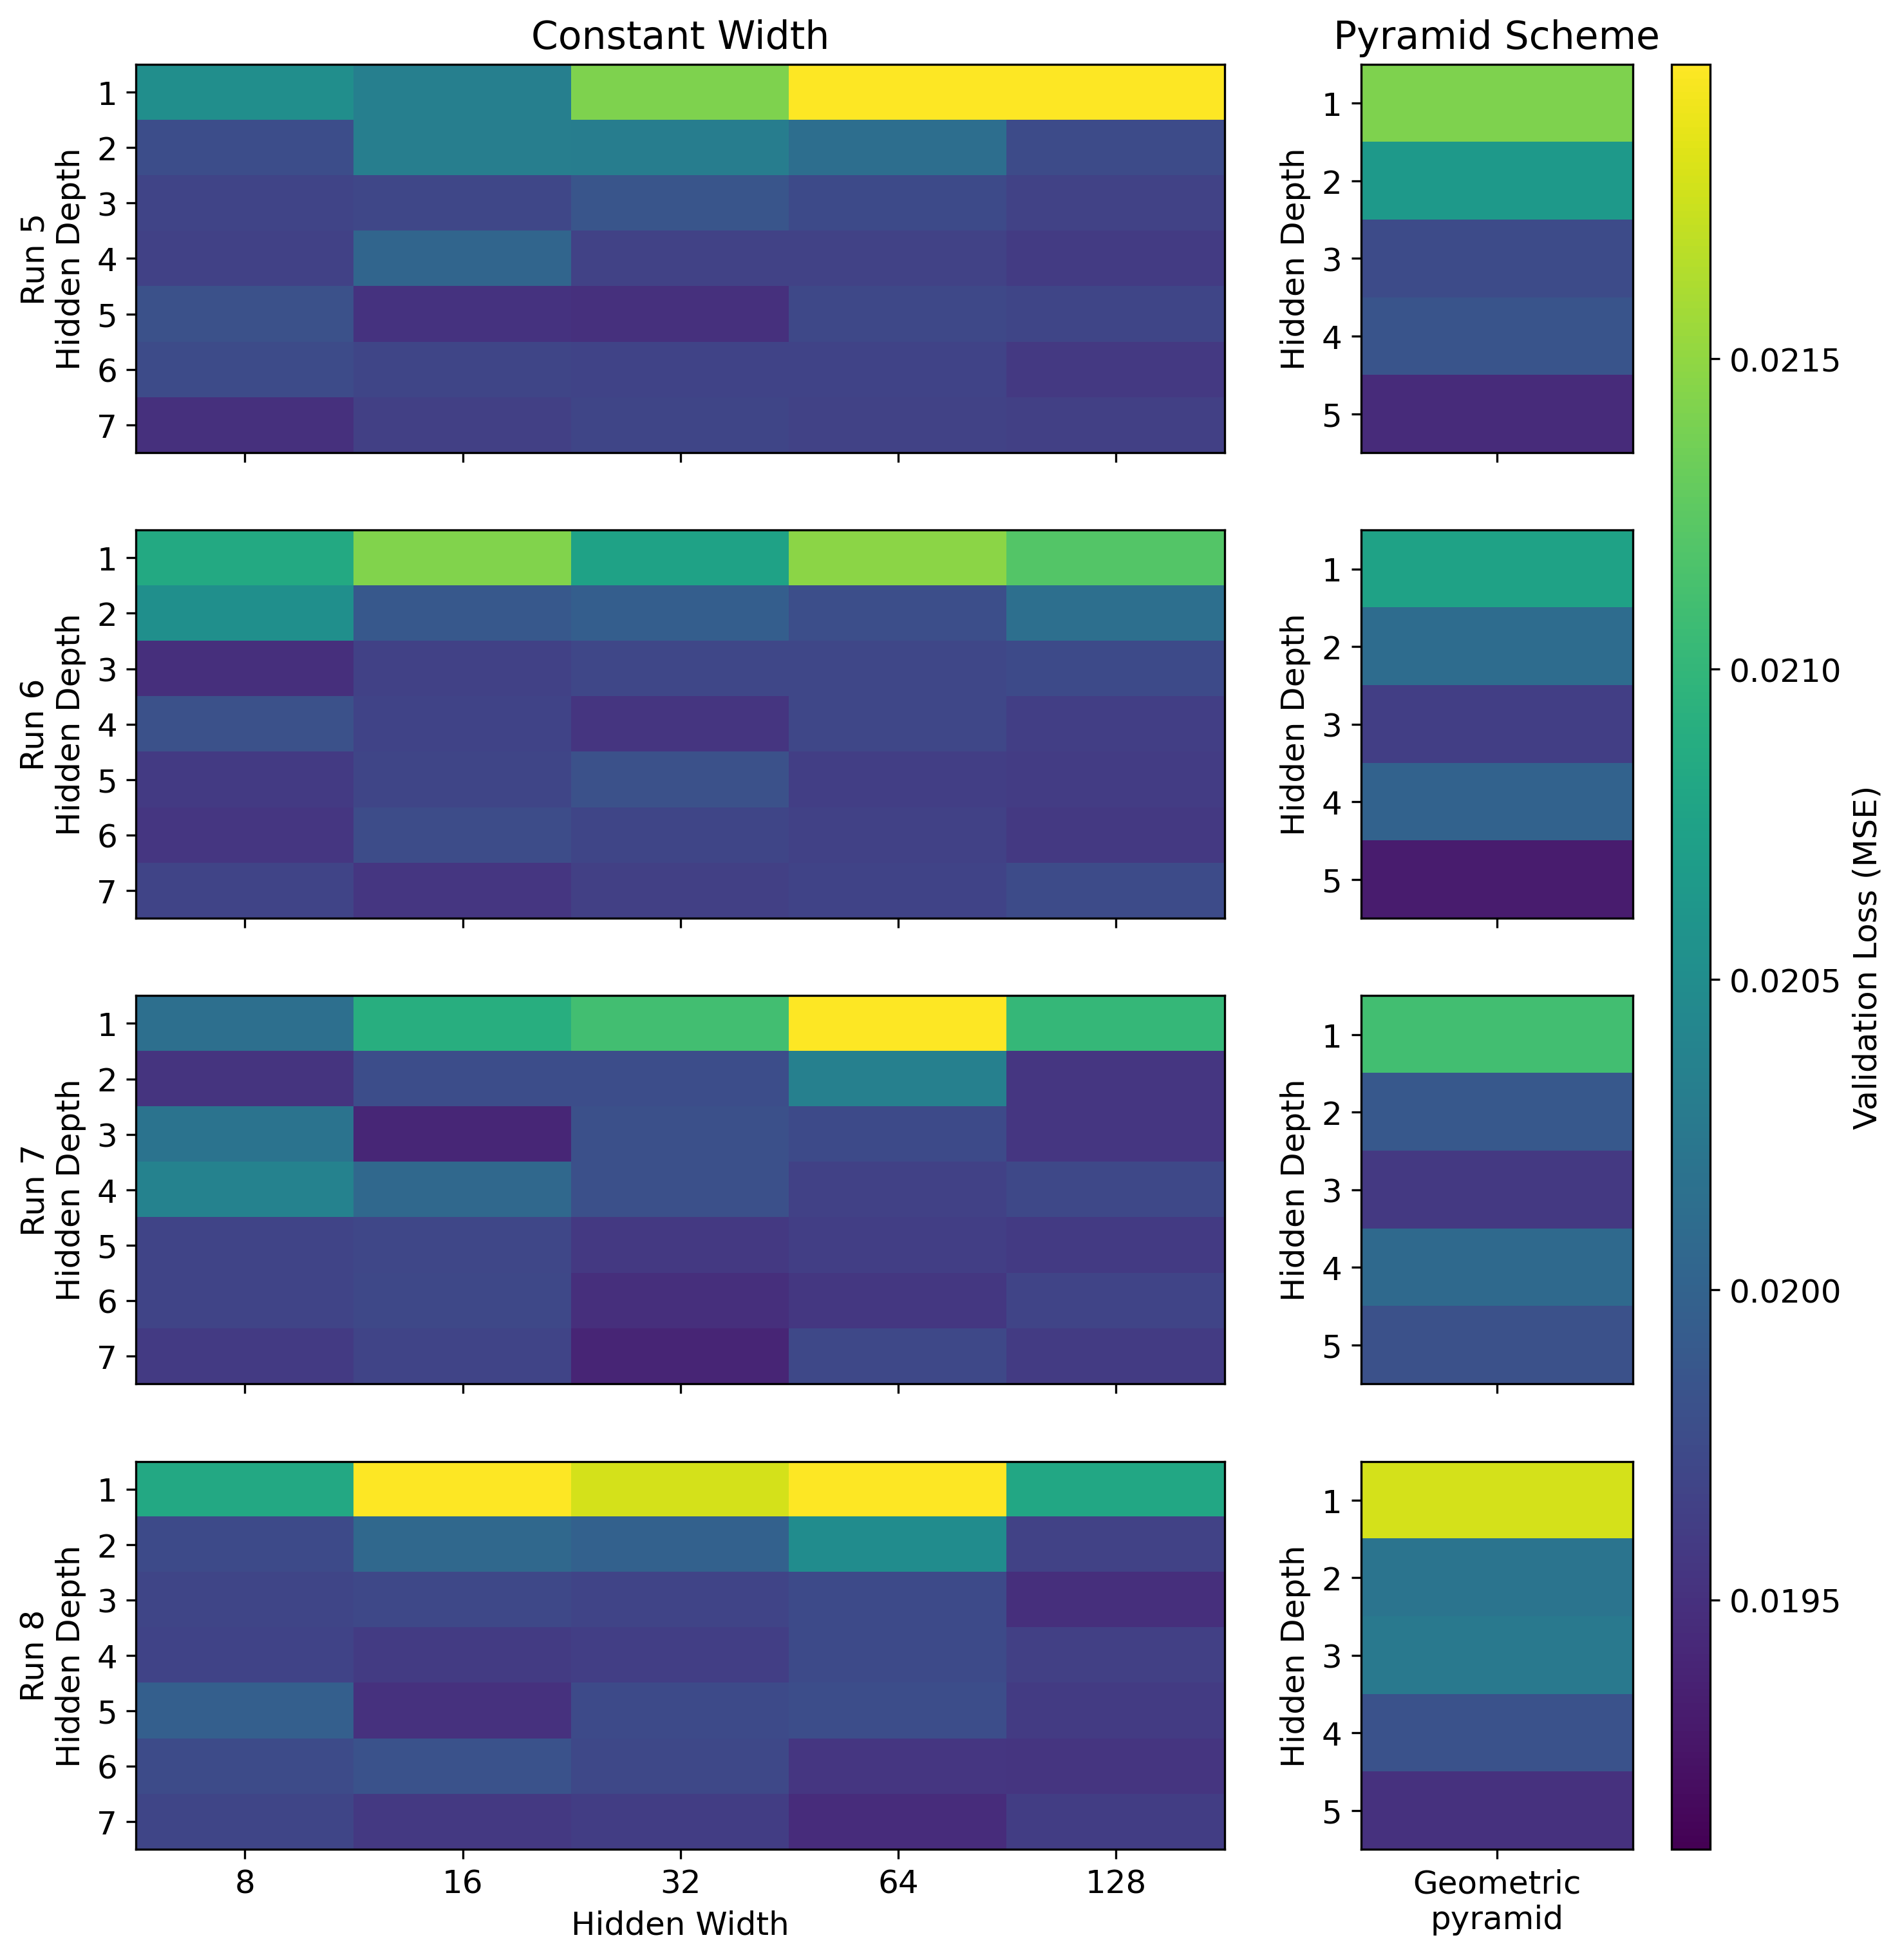 Constant Width
Pyramid Scheme
Run 5
Hidden Depth
1
2
3
4
5
6
7
Hidden Depth
1
2
3
4
5
Run 6
Hidden Depth
1
2
3
4
5
6
7
Hidden Depth
1
2
3
4
5
Run 7
Hidden Depth
1
2
3
4
5
6
7
Hidden Depth
1
2
3
4
5
Run 8
Hidden Depth
1
2
3
4
5
6
7
8 16 32 64 128
Hidden Width
Hidden Depth
1
2
3
4
5
Geometric
pyramid
0.0215
0.0210
0.0205
0.0200
0.0195
Validation Loss (MSE)